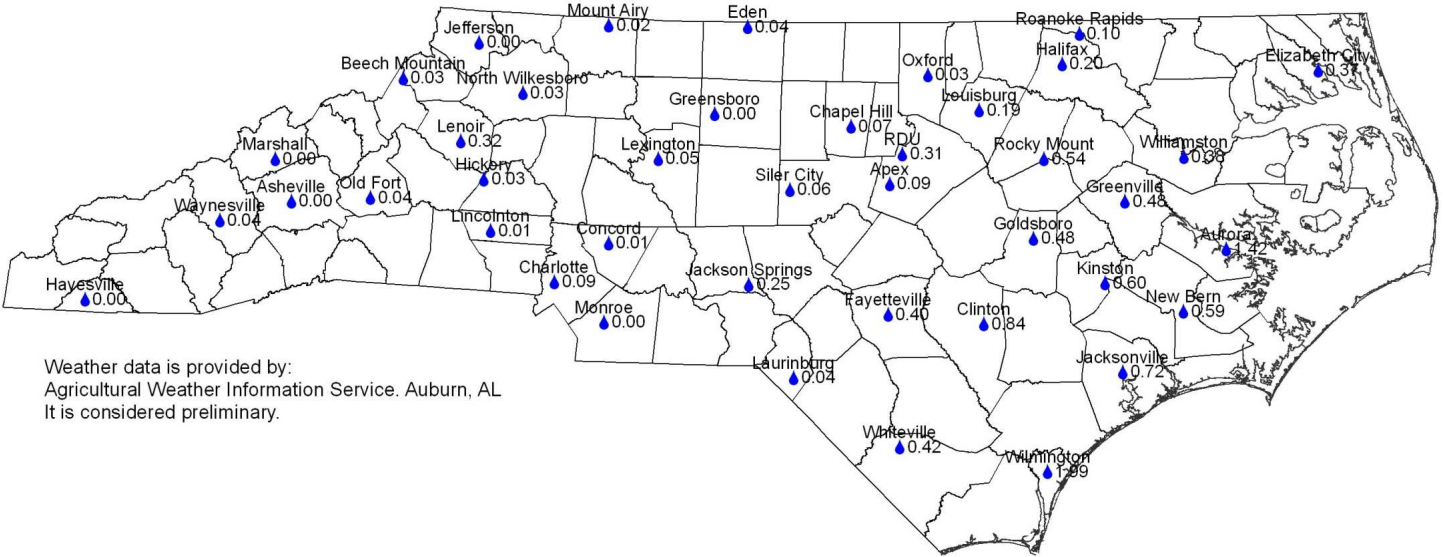 Mount Airy
0.02
Eden
0.04
Jefferson
0.00
Roanoke Rapids
0.10
Halifax
0.20
Elizabeth City
0.37
Beech Mountain
0.03
North Wilkesboro
0.03
Oxford
0.03
Louisburg
0.19
Greensboro
0.00
Chapel Hill
0.07
Lenoir
0.32
Marshall
0.00
Lexington
0.05
RDU
0.31
Rocky Mount
0.54
Williamston
0.38
Hickory
0.03
Siler City
0.06
Apex
0.09
Asheville
0.00
Old Fort
0.04
Greenville
0.48
Waynesville
0.04
Lincolnton
0.01
Concord
0.01
Goldsboro
0.48
Aurora
1.42
Charlotte
0.09
Jackson Springs
0.25
Kinston
0.60
Hayesville
0.00
New Bern
0.59
Monroe
0.00
Fayetteville
0.40
Clinton
0.84
Jacksonville
0.72
Laurinburg
0.04
Whiteville
0.42
Wilmington
1.99
Weather data is provided by:
Agricultural Weather Information Service. Auburn, AL
It is considered preliminary.